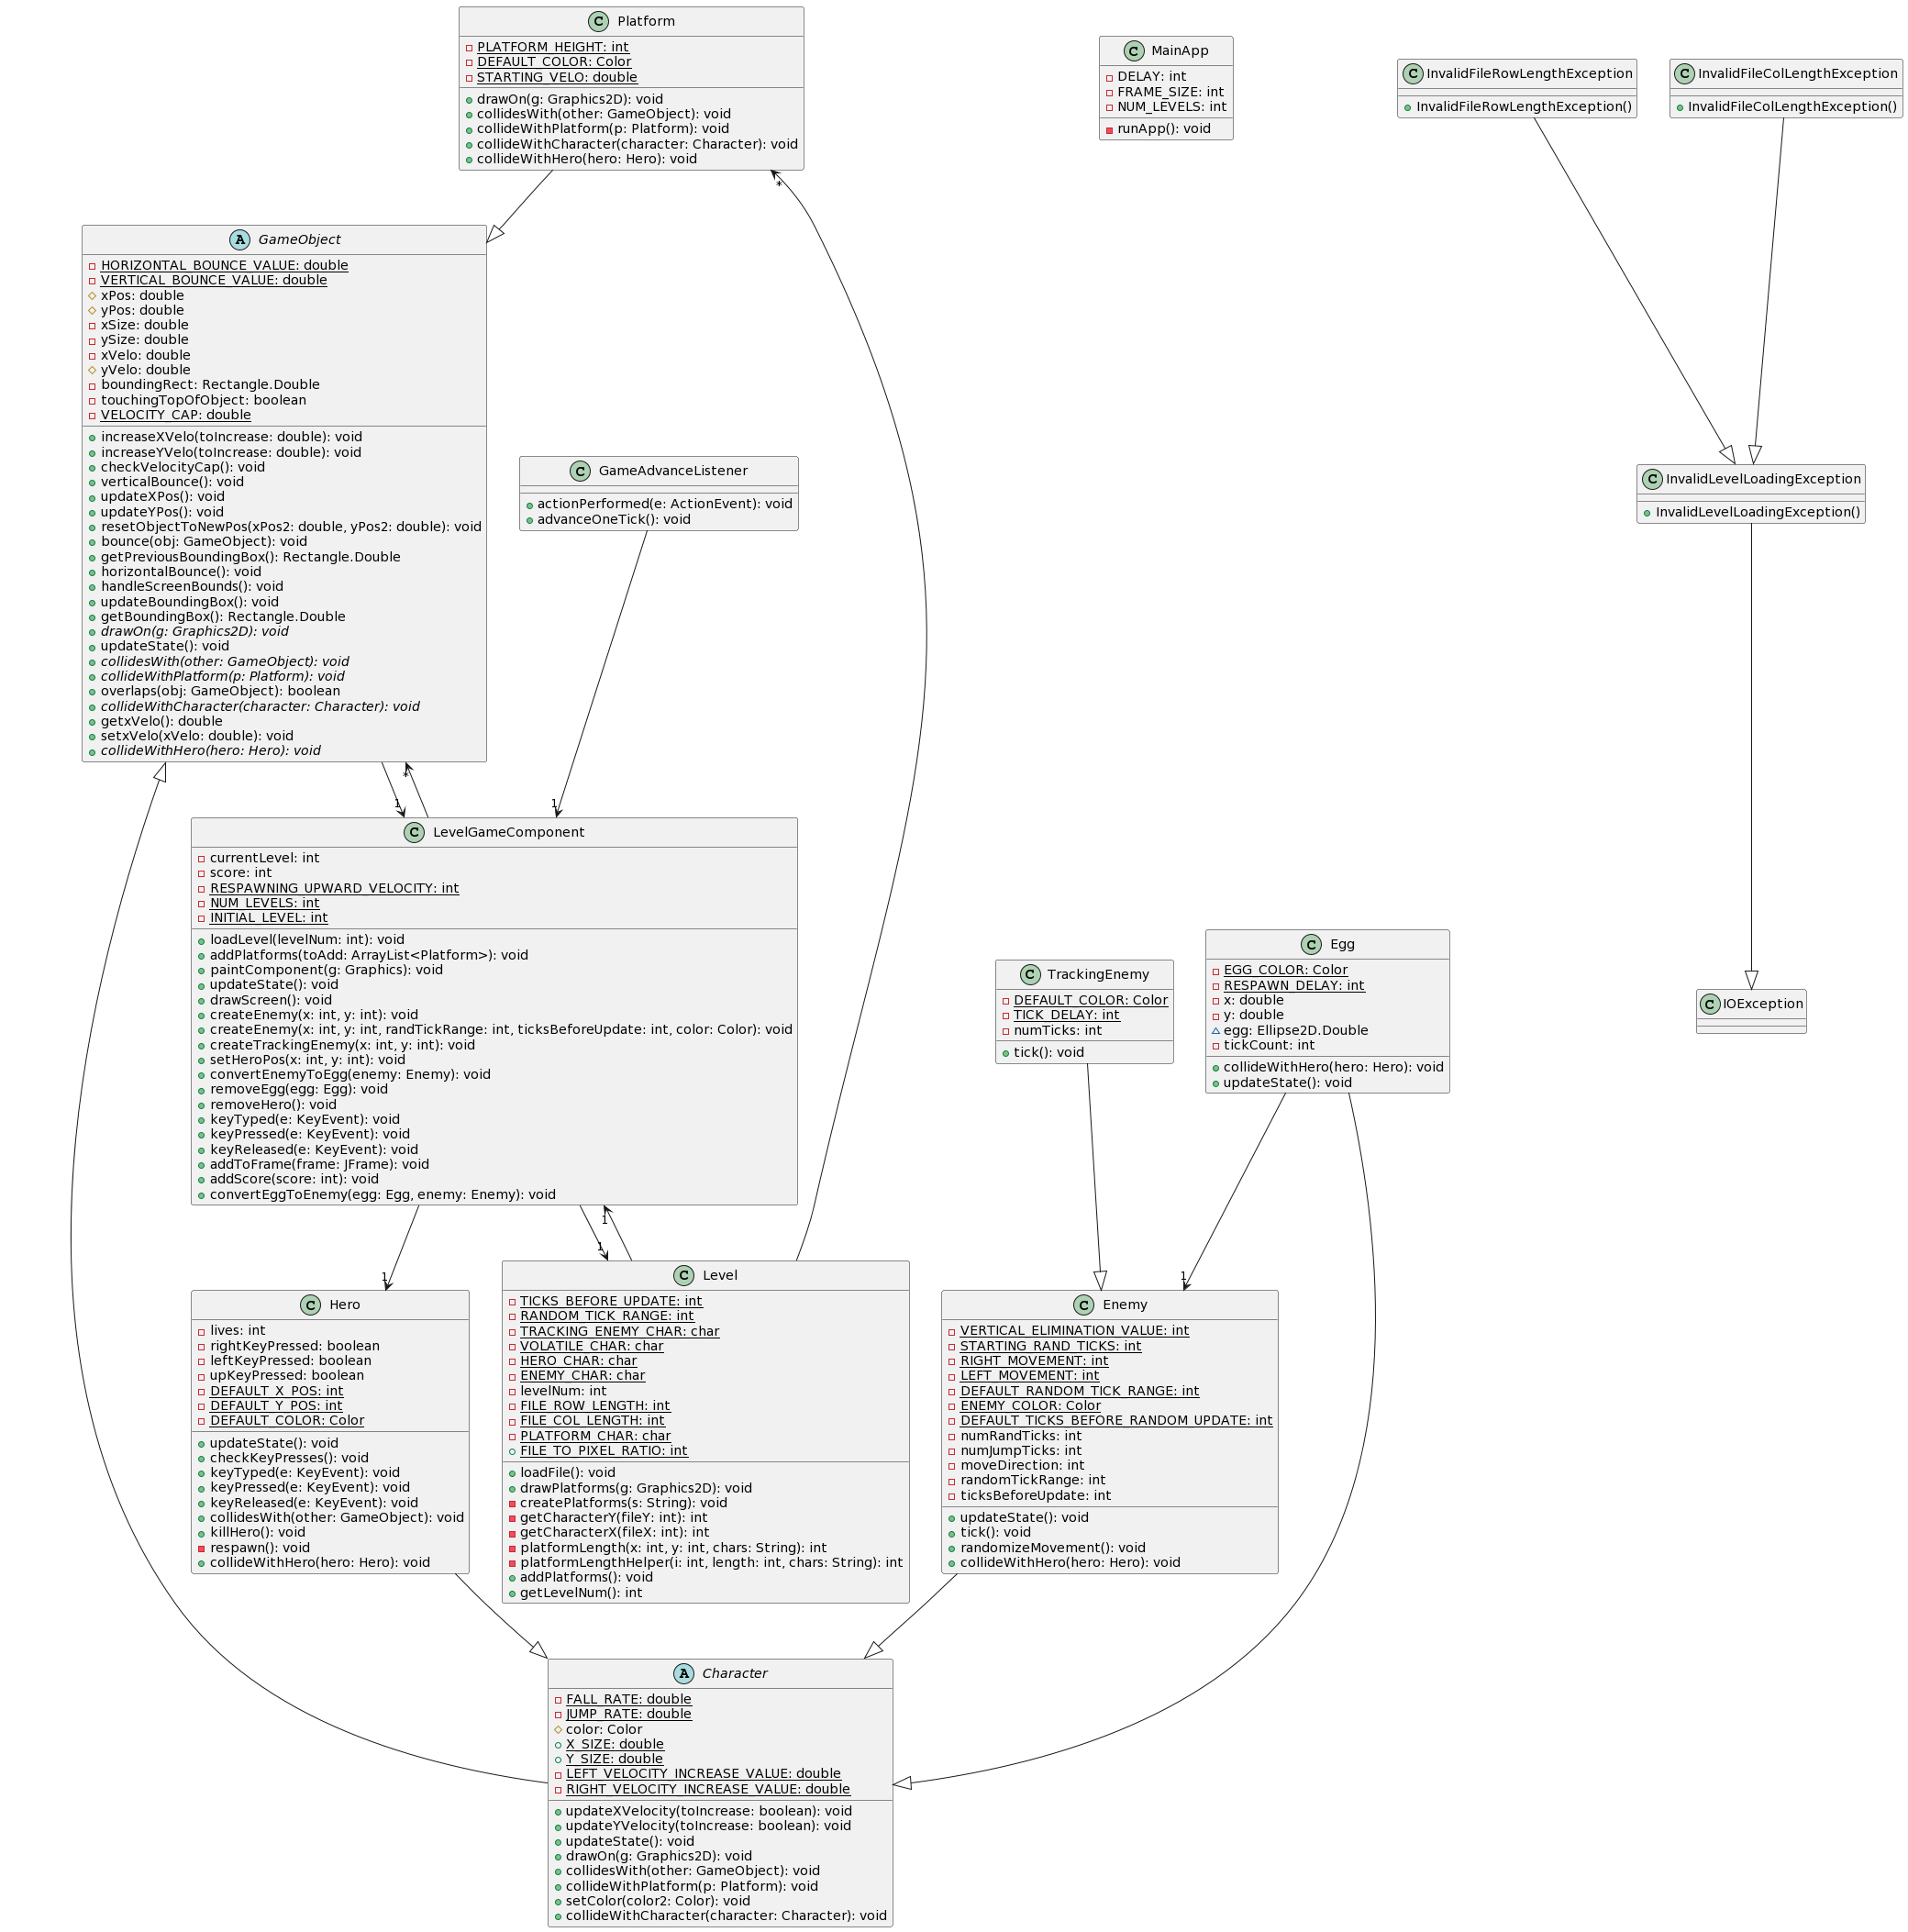 C Platform
PLATFORM_HEIGHT: int
DEFAULT_COLOR: Color
STARTING_VELO: double
drawOn(g: Graphics2D): void
collidesWith(other: GameObject): void
collideWithPlatform(p: Platform): void
collideWithCharacter(character: Character): void
collideWithHero(hero: Hero): void
*
C MainApp
DELAY: int
FRAME_SIZE: int
NUM_LEVELS: int
runApp(): void
C InvalidFileRowLengthException
InvalidFileRowLengthException()
C InvalidFileColLengthException
InvalidFileColLengthException()
A GameObject
HORIZONTAL_BOUNCE_VALUE: double
VERTICAL_BOUNCE_VALUE: double
xPos: double
yPos: double
xSize: double
ySize: double
xVelo: double
yVelo: double
boundingRect: Rectangle.Double
touchingTopOfObject: boolean
VELOCITY_CAP: double
increaseXVelo(toIncrease: double): void
increaseYVelo(toIncrease: double): void
checkVelocityCap(): void
verticalBounce(): void
updateXPos(): void
updateYPos(): void
resetObjectToNewPos(xPos2: double, yPos2: double): void
bounce(obj: GameObject): void
getPreviousBoundingBox(): Rectangle.Double
horizontalBounce(): void
handleScreenBounds(): void
updateBoundingBox(): void
getBoundingBox(): Rectangle.Double
drawOn(g: Graphics2D): void
updateState(): void
collidesWith(other: GameObject): void
collideWithPlatform(p: Platform): void
overlaps(obj: GameObject): boolean
collideWithCharacter(character: Character): void
getxVelo(): double
setxVelo(xVelo: double): void
collideWithHero(hero: Hero): void
C GameAdvanceListener
actionPerformed(e: ActionEvent): void
advanceOneTick(): void
C InvalidLevelLoadingException
InvalidLevelLoadingException()
1
*
1
C LevelGameComponent
currentLevel: int
score: int
RESPAWNING_UPWARD_VELOCITY: int
NUM_LEVELS: int
INITIAL_LEVEL: int
loadLevel(levelNum: int): void
addPlatforms(toAdd: ArrayList<Platform>): void
paintComponent(g: Graphics): void
updateState(): void
drawScreen(): void
createEnemy(x: int, y: int): void
createEnemy(x: int, y: int, randTickRange: int, ticksBeforeUpdate: int, color: Color): void
createTrackingEnemy(x: int, y: int): void
setHeroPos(x: int, y: int): void
convertEnemyToEgg(enemy: Enemy): void
removeEgg(egg: Egg): void
removeHero(): void
keyTyped(e: KeyEvent): void
keyPressed(e: KeyEvent): void
keyReleased(e: KeyEvent): void
addToFrame(frame: JFrame): void
addScore(score: int): void
convertEggToEnemy(egg: Egg, enemy: Enemy): void
C TrackingEnemy
DEFAULT_COLOR: Color
TICK_DELAY: int
numTicks: int
tick(): void
C Egg
EGG_COLOR: Color
RESPAWN_DELAY: int
x: double
y: double
egg: Ellipse2D.Double
tickCount: int
collideWithHero(hero: Hero): void
updateState(): void
C IOException
1
1
1
1
C Hero
lives: int
rightKeyPressed: boolean
leftKeyPressed: boolean
upKeyPressed: boolean
DEFAULT_X_POS: int
DEFAULT_Y_POS: int
DEFAULT_COLOR: Color
updateState(): void
checkKeyPresses(): void
keyTyped(e: KeyEvent): void
keyPressed(e: KeyEvent): void
keyReleased(e: KeyEvent): void
collidesWith(other: GameObject): void
killHero(): void
respawn(): void
collideWithHero(hero: Hero): void
C Level
TICKS_BEFORE_UPDATE: int
RANDOM_TICK_RANGE: int
TRACKING_ENEMY_CHAR: char
VOLATILE_CHAR: char
HERO_CHAR: char
ENEMY_CHAR: char
levelNum: int
FILE_ROW_LENGTH: int
FILE_COL_LENGTH: int
PLATFORM_CHAR: char
FILE_TO_PIXEL_RATIO: int
loadFile(): void
drawPlatforms(g: Graphics2D): void
createPlatforms(s: String): void
getCharacterY(fileY: int): int
getCharacterX(fileX: int): int
platformLength(x: int, y: int, chars: String): int
platformLengthHelper(i: int, length: int, chars: String): int
addPlatforms(): void
getLevelNum(): int
C Enemy
VERTICAL_ELIMINATION_VALUE: int
STARTING_RAND_TICKS: int
RIGHT_MOVEMENT: int
LEFT_MOVEMENT: int
DEFAULT_RANDOM_TICK_RANGE: int
ENEMY_COLOR: Color
DEFAULT_TICKS_BEFORE_RANDOM_UPDATE: int
numRandTicks: int
numJumpTicks: int
moveDirection: int
randomTickRange: int
ticksBeforeUpdate: int
updateState(): void
tick(): void
randomizeMovement(): void
collideWithHero(hero: Hero): void
A Character
FALL_RATE: double
JUMP_RATE: double
color: Color
X_SIZE: double
Y_SIZE: double
LEFT_VELOCITY_INCREASE_VALUE: double
RIGHT_VELOCITY_INCREASE_VALUE: double
updateXVelocity(toIncrease: boolean): void
updateYVelocity(toIncrease: boolean): void
updateState(): void
drawOn(g: Graphics2D): void
collidesWith(other: GameObject): void
collideWithPlatform(p: Platform): void
setColor(color2: Color): void
collideWithCharacter(character: Character): void